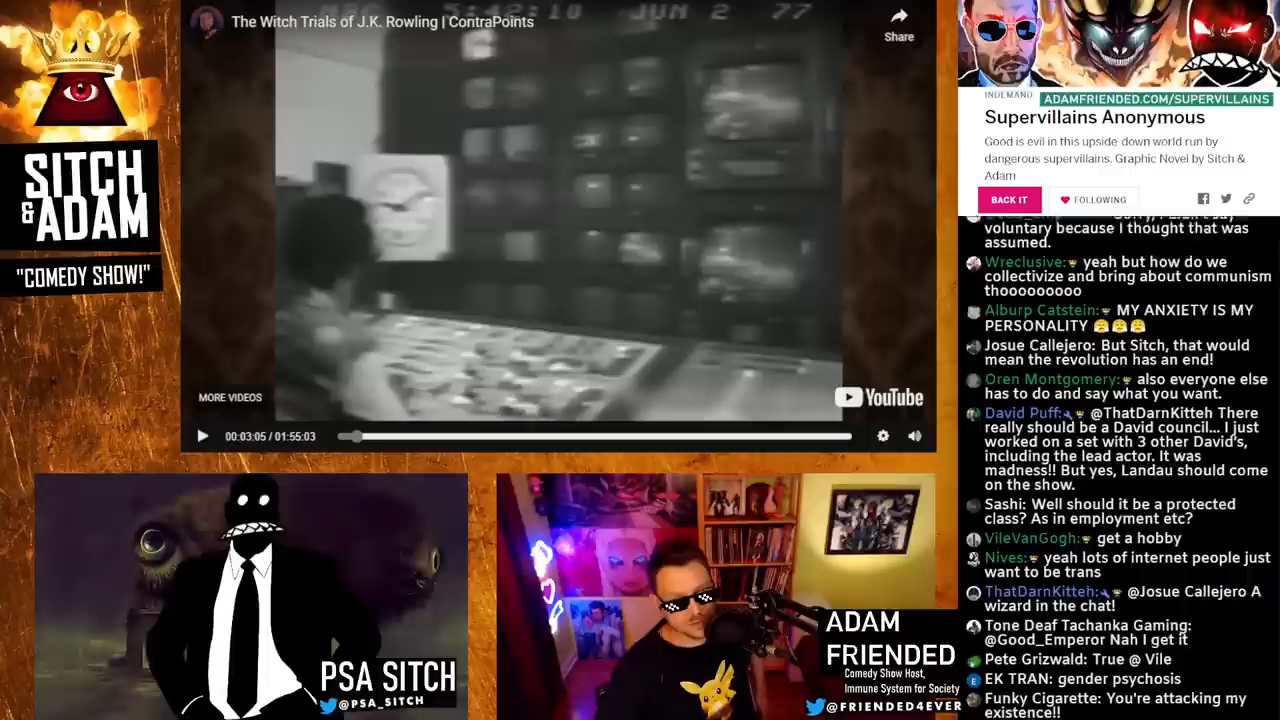 The Witch Trials of J.K. Rowling | ContraPoints
5:42:10 JUN 2 77
Share
MORE VIDEOS
YouTube
00:03:05 / 01:55:03
SITCH
& ADAM
"COMEDY SHOW!"
INDEMAND
ADAMFRIENDED.COM/SUPERVILLAINS
Supervillains Anonymous
Good is evil in this upside-down world run by
dangerous supervillains. Graphic Novel by Sitch &
Adam
BACK IT
FOLLOWING
voluntary because I thought that was
assumed.
Wreclusive: yeah but how do we
collectivize and bring about communism
thooooooooo
Alburp Catstein: MY ANXIETY IS MY
PERSONALITY
Josue Callejero: But Sitch, that would
mean the revolution has an end!
Oren Montgomery: also everyone else
has to do and say what you want.
David Puff: @ThatDarnKitteh There
really should be a David council... I just
worked on a set with 3 other David's,
including the lead actor. It was
madness!! But yes, Landau should come
on the show.
Sashi: Well should it be a protected
class? As in employment etc?
VileVanGogh: get a hobby
Nives: yeah lots of internet people just
want to be trans
ThatDarnKitteh: @Josue Callejero A
wizard in the chat!
Tone Deaf Tachanka Gaming:
@Good_Emperor Nah I get it
Pete Grizwald: True @ Vile
E
EK TRAN: gender psychosis
Funky Cigarette: You're attacking my
existence!!
PSA SITCH
@PSA_SITCH
ADAM
FRIENDED
Comedy Show Host,
Immune System for Society
@FRIENDED4EVER